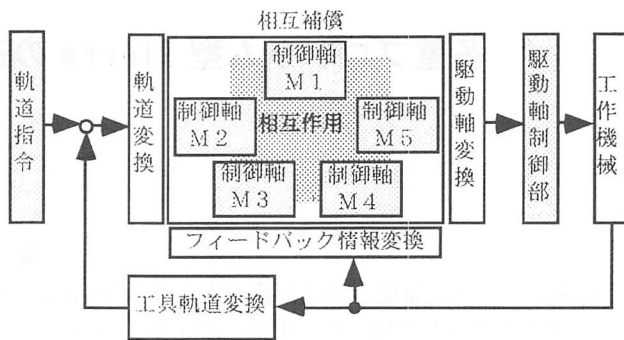 相互補償
軌道指令
軌道変換
制御軸
M1
制御軸
M2
相互作用
制御軸
M5
制御軸
M3
制御軸
M4
駆動軸変換
駆動軸制御部
工作機械
フィードバック情報変換
工具軌道変換